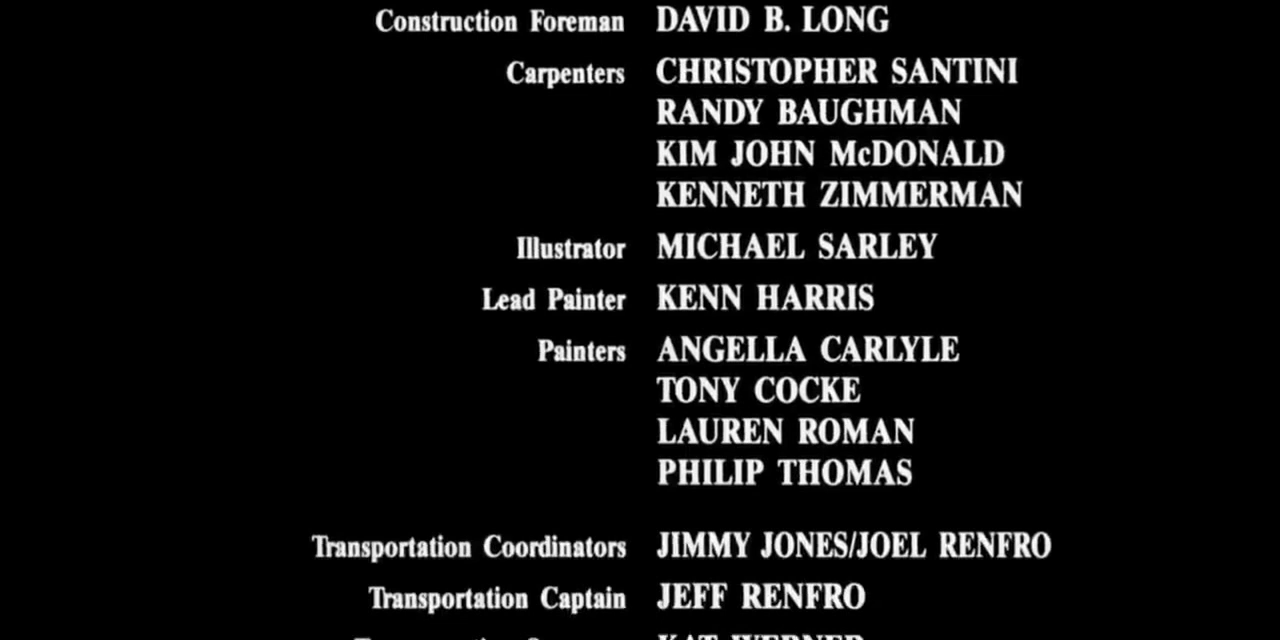 Construction Foreman DAVID B. LONG
Carpenters CHRISTOPHER SANTINI
RANDY BAUGHMAN
KIM JOHN McDONALD
KENNETH ZIMMERMAN
Illustrator MICHAEL SARLEY
Lead Painter KENN HARRIS
Painters ANGELLA CARLYLE
TONY COCKE
LAUREN ROMAN
PHILIP THOMAS
Transportation Coordinators JIMMY JONES/JOEL RENFRO
Transportation Captain JEFF RENFRO
KAT WERNER